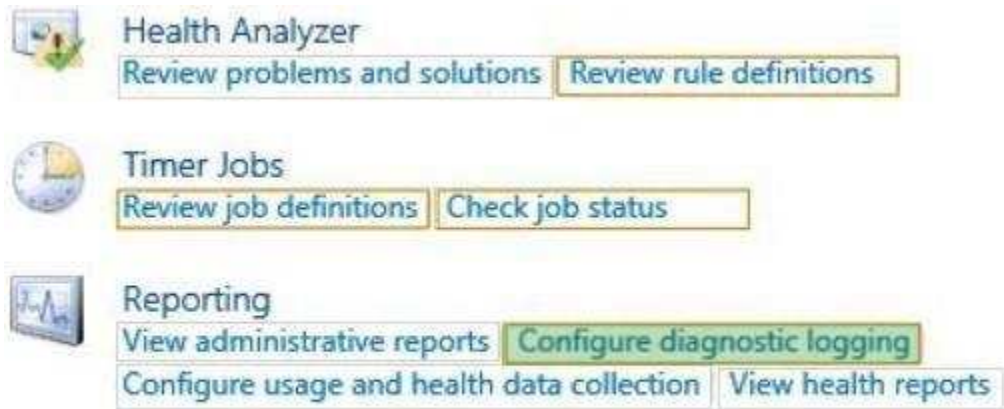 Health Analyzer
Review problems and solutions Review rule definitions
Timer Jobs
Review job definitions Check job status
Reporting
View administrative reports Configure diagnostic logging
Configure usage and health data collection View health reports